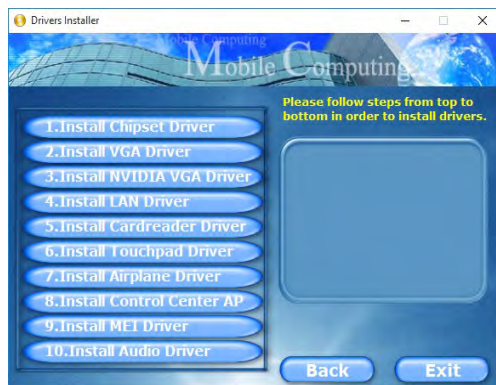 Drivers Installer
Mobile Computing
Mobile Computing
Please follow steps from top to
bottom in order to install drivers.
1.Install Chipset Driver
2.Install VGA Driver
3.Install NVIDIA VGA Driver
4.Install LAN Driver
5.Install Cardreader Driver
6.Install Touchpad Driver
7.Install Airplane Driver
8.Install Control Center AP
9.Install MEI Driver
10.Install Audio Driver
Back
Exit